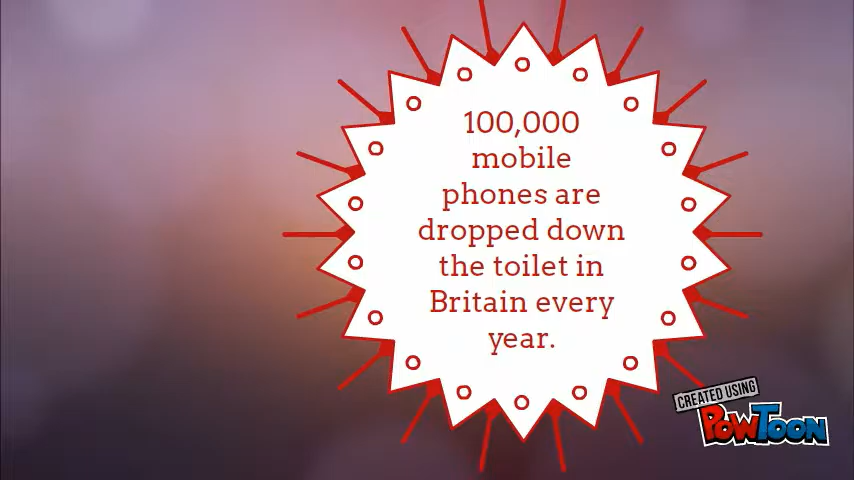 100,000
mobile
phones are
dropped down
the toilet in
Britain every
year.
CREATED USING
POWTOON